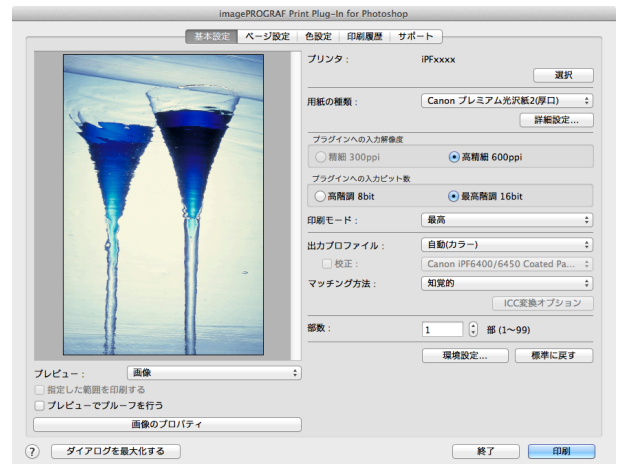 imagePROGRAF Print Plug-In for Photoshop
基本設定 ページ設定 色設定 印刷履歴 サポート
プリンタ： iPFxxxx
選択
用紙の種類： Canon プレミアム光沢紙2(厚口)
詳細設定...
プラグインへの入力解像度
精細 300ppi 高精細 600ppi
プラグインへの入力ビット数
高階調 8bit 最高階調 16bit
印刷モード： 最高
出力プロファイル： 自動(カラー)
校正： Canon iPF6400/6450 Coated Pa...
マッチング方法： 知覚的
ICC変換オプション
部数： 1 部 (1〜99)
環境設定... 標準に戻す
プレビュー： 画像
指定した範囲を印刷する
プレビューでプルーフを行う
画像のプロパティ
? ダイアログを最大化する 終了 印刷